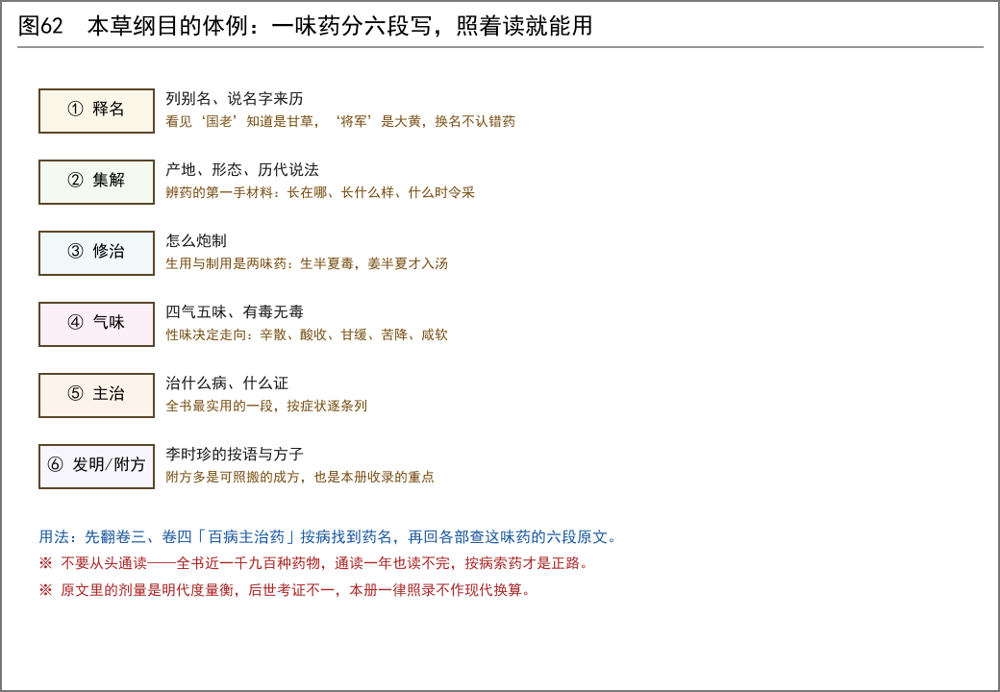 图62　本草纲目的体例：一味药分六段写，照着读就能用
① 释名
列别名、说名字来历
看见‘国老’知道是甘草，‘将军’是大黄，换名不认错药
② 集解
产地、形态、历代说法
辨药的第一手材料：长在哪、长什么样、什么时令采
③ 修治
怎么炮制
生用与制用是两味药：生半夏毒，姜半夏才入汤
④ 气味
四气五味、有毒无毒
性味决定走向：辛散、酸收、甘缓、苦降、咸软
⑤ 主治
治什么病、什么证
全书最实用的一段，按症状逐条列
⑥ 发明/附方
李时珍的按语与方子
附方多是可照搬的成方，也是本册收录的重点
用法：先翻卷三、卷四「百病主治药」按病找到药名，再回各部查这味药的六段原文。
※ 不要从头通读——全书近一千九百种药物，通读一年也读不完，按病索药才是正路。
※ 原文里的剂量是明代度量衡，后世考证不一，本册一律照录不作现代换算。